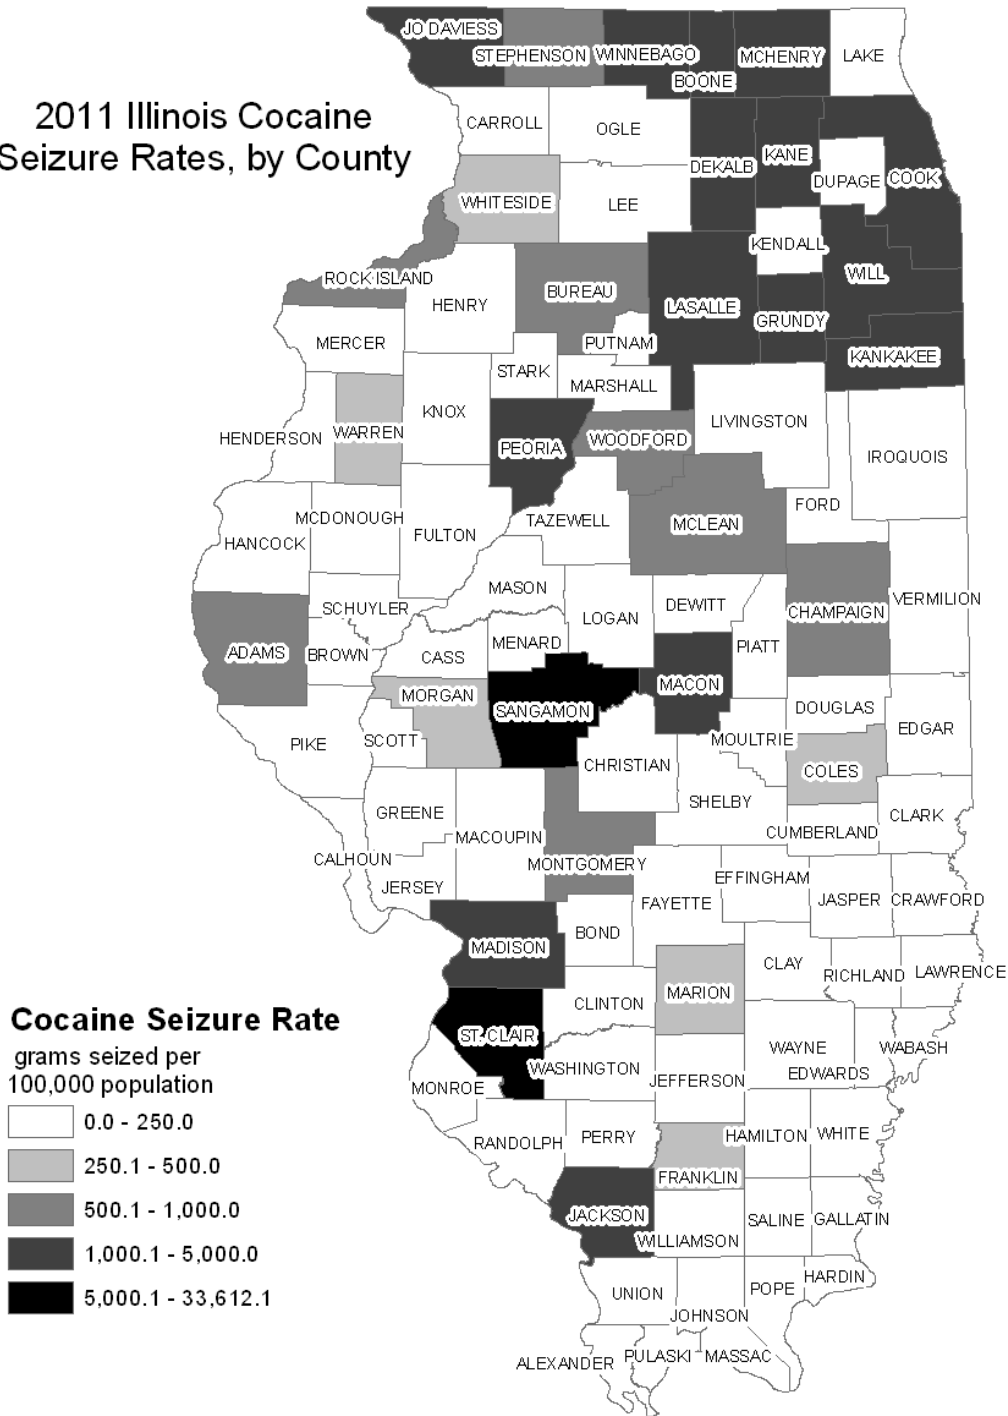 2011 Illinois Cocaine
Seizure Rates, by County
JO DAVIESS
STEPHENSON
WINNEBAGO
BOONE
MCHENRY
LAKE
CARROLL
OGLE
DEKALB
KANE
DUPAGE
COOK
WHITESIDE
LEE
KENDALL
ROCK ISLAND
HENRY
BUREAU
LASALLE
GRUNDY
WILL
MERCER
PUTNAM
KANKAKEE
STARK
MARSHALL
HENDERSON
WARREN
KNOX
PEORIA
WOODFORD
LIVINGSTON
IROQUOIS
MCDONOUGH
HANCOCK
FULTON
TAZEWELL
MCLEAN
FORD
MASON
SCHUYLER
LOGAN
DEWITT
CHAMPAIGN
VERMILION
ADAMS
BROWN
CASS
MENARD
PIATT
MORGAN
SANGAMON
MACON
DOUGLAS
PIKE
SCOTT
CHRISTIAN
MOULTRIE
EDGAR
COLES
GREENE
MACOUPIN
SHELBY
CLARK
CUMBERLAND
CALHOUN
JERSEY
MONTGOMERY
EFFINGHAM
FAYETTE
JASPER
CRAWFORD
MADISON
BOND
CLAY
RICHLAND
LAWRENCE
CLINTON
MARION
ST. CLAIR
WASHINGTON
WAYNE
WABASH
MONROE
JEFFERSON
EDWARDS
RANDOLPH
PERRY
HAMILTON
WHITE
FRANKLIN
JACKSON
WILLIAMSON
SALINE
GALLATIN
UNION
JOHNSON
POPE
HARDIN
ALEXANDER
PULASKI
MASSAC
Cocaine Seizure Rate
grams seized per
100,000 population
0.0 - 250.0
250.1 - 500.0
500.1 - 1,000.0
1,000.1 - 5,000.0
5,000.1 - 33,612.1